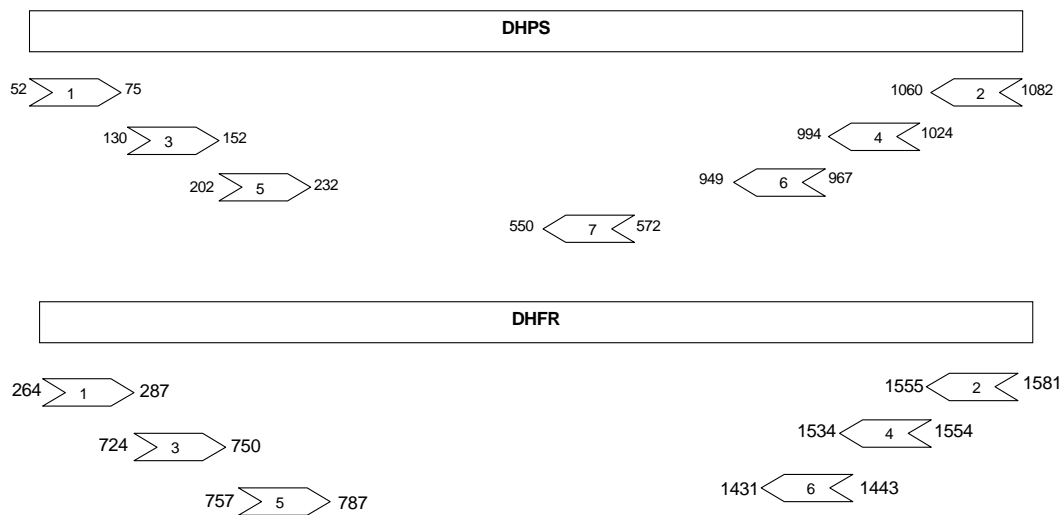 DHPS
52 1 75 1060 2 1082
130 3 152 994 4 1024
202 5 232 949 6 967
550 7 572
DHFR
264 1 287 1555 2 1581
724 3 750 1534 4 1554
757 5 787 1431 6 1443